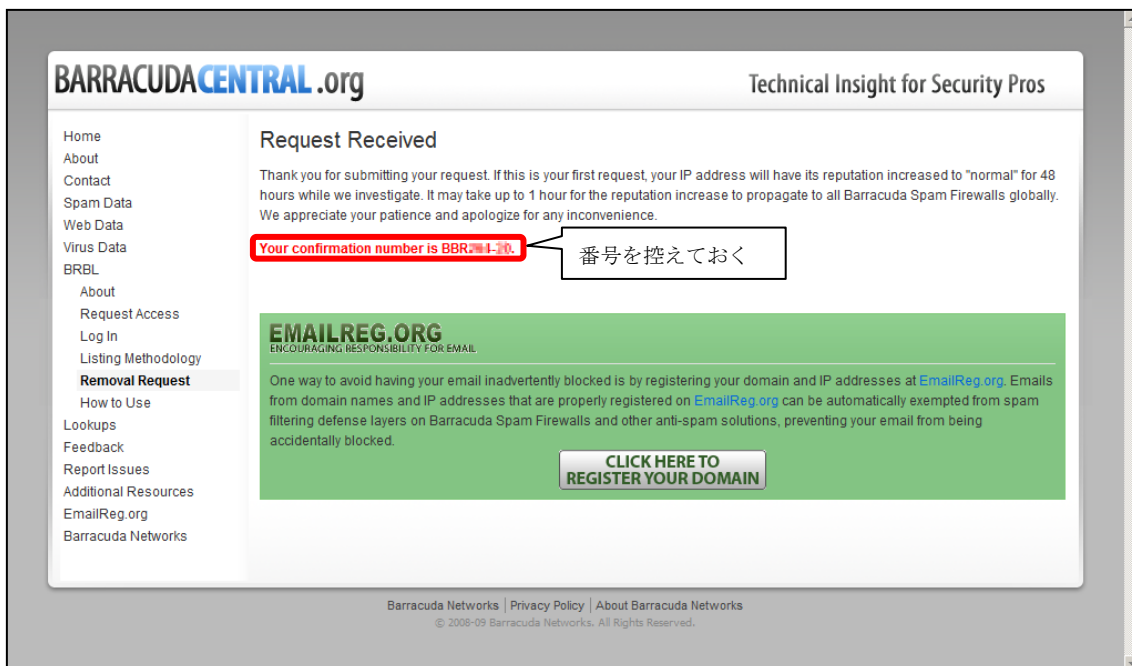 BARRACUDACENTRAL.org
Technical Insight for Security Pros
Home
About
Contact
Spam Data
Web Data
Virus Data
BRBL
About
Request Access
Log In
Listing Methodology
Removal Request
How to Use
Lookups
Feedback
Report Issues
Additional Resources
EmailReg.org
Barracuda Networks
Request Received
Thank you for submitting your request. If this is your first request, your IP address will have its reputation increased to "normal" for 48
hours while we investigate. It may take up to 1 hour for the reputation increase to propagate to all Barracuda Spam Firewalls globally.
We appreciate your patience and apologize for any inconvenience.
Your confirmation number is
番号を控えておく
EMAILREG.ORG
ENCOURAGING RESPONSIBILITY FOR EMAIL
One way to avoid having your email inadvertently blocked is by registering your domain and IP addresses at EmailReg.org. Emails
from domain names and IP addresses that are properly registered on EmailReg.org can be automatically exempted from spam
filtering defense layers on Barracuda Spam Firewalls and other anti-spam solutions, preventing your email from being
accidentally blocked.
CLICK HERE TO
REGISTER YOUR DOMAIN
Barracuda Networks | Privacy Policy | About Barracuda Networks
© 2008-09 Barracuda Networks. All Rights Reserved.